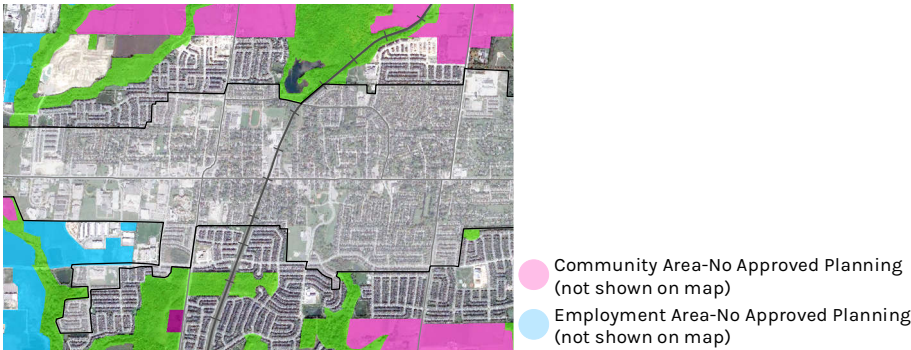 Community Area-No Approved Planning
(not shown on map)
Employment Area-No Approved Planning
(not shown on map)